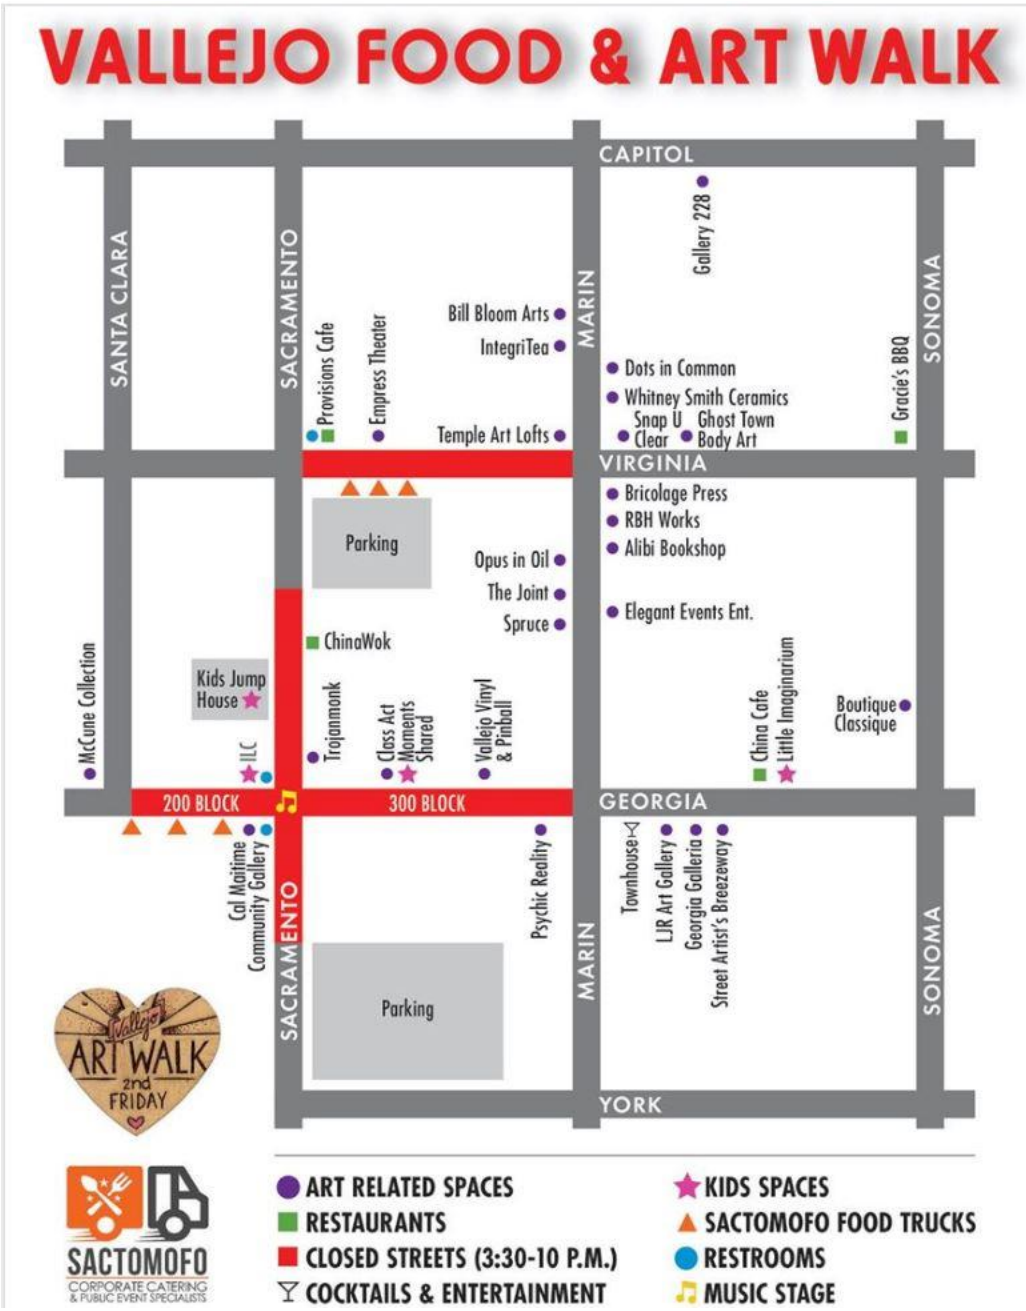 VALLEJO FOOD & ART WALK
CAPITOL
SANTA CLARA
SACRAMENTO
MARIN
SONOMA
Gallery 228
Bill Bloom Arts
IntegriTea
Provisions Cafe
Empress Theater
Temple Art Lofts
Dots in Common
Whitney Smith Ceramics
Snap U
Clear
Ghost Town
Body Art
Gracie's BBQ
VIRGINIA
Parking
Bricolage Press
RBH Works
Alibi Bookshop
Opus in Oil
The Joint
Spruce
Elegant Events Ent.
ChinaWok
Kids Jump
House
McCune Collection
ILC
Trojanmonk
Class Act
Moments
Shared
Vallejo Vinyl
& Pinball
China Cafe
Little Imaginarium
Boutique
Classique
200 BLOCK
300 BLOCK
GEORGIA
Cal Maitime
Community Gallery
SACRAMENTO
Psychic Reality
Townhouse
LJR Art Gallery
Georgia Galleria
Street Artist's Breezeway
SACRAMENTO
Parking
MARIN
SONOMA
YORK
Vallejo
ART WALK
2nd
FRIDAY
SACTOMOFO
CORPORATE CATERING
& PUBLIC EVENT SPECIALISTS
ART RELATED SPACES
RESTAURANTS
CLOSED STREETS (3:30-10 P.M.)
COCKTAILS & ENTERTAINMENT
KIDS SPACES
SACTOMOFO FOOD TRUCKS
RESTROOMS
MUSIC STAGE